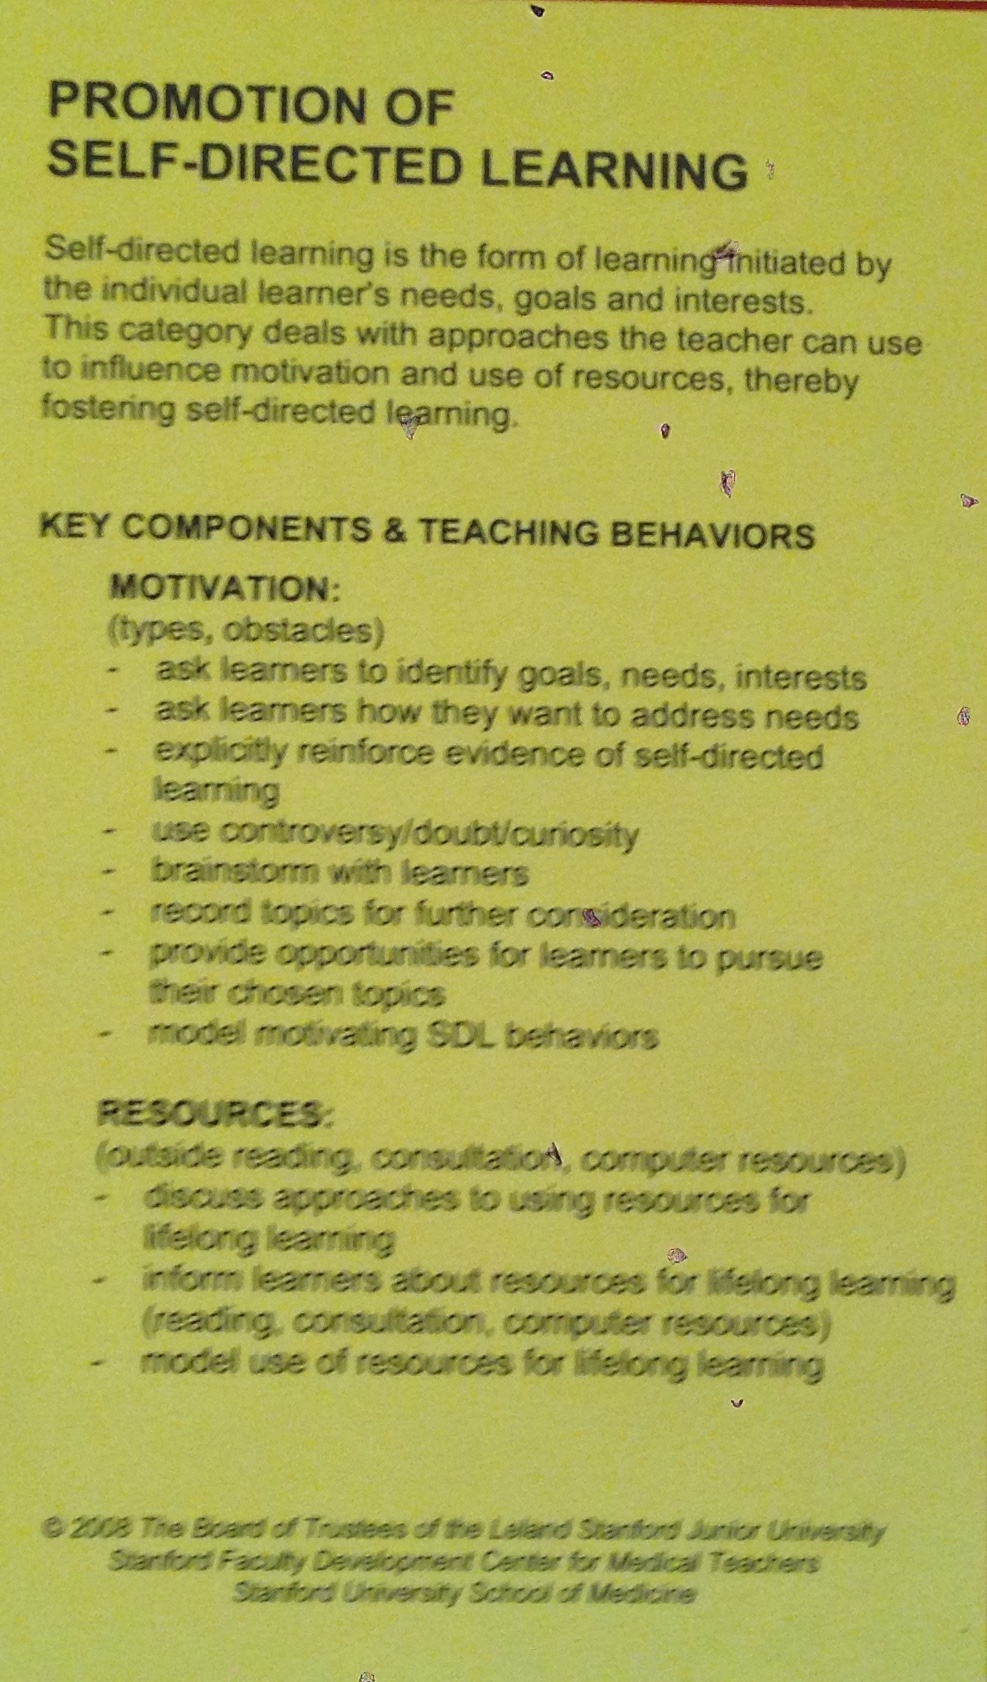 PROMOTION OF
SELF-DIRECTED LEARNING
Self-directed learning is the form of learning initiated by
the individual learner's needs, goals and interests.
This category deals with approaches the teacher can use
to influence motivation and use of resources, thereby
fostering self-directed learning.
KEY COMPONENTS & TEACHING BEHAVIORS
MOTIVATION:
(types, obstacles)
- ask learners to identify goals, needs, interests
- ask learners how they want to address needs
- explicitly reinforce evidence of self-directed
learning
- use controversy/doubt/curiosity
- brainstorm with learners
- record topics for further consideration
- provide opportunities for learners to pursue
their chosen topics
- model motivating SDL behaviors
RESOURCES:
(outside reading, consultation, computer resources)
- discuss approaches to using resources for
lifelong learning
- inform learners about resources for lifelong learning
(reading, consultation, computer resources)
- model use of resources for lifelong learning
© 2008 The Board of Trustees of the Leland Stanford Junior University
Stanford Faculty Development Center for Medical Teachers
Stanford University School of Medicine